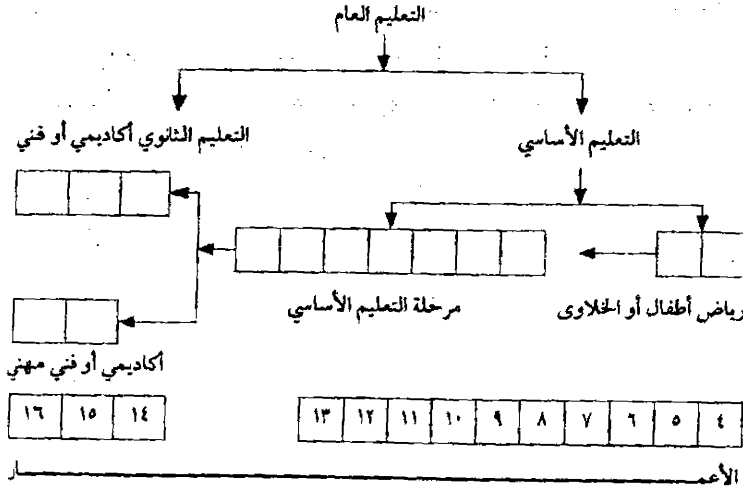 التعليم العام
التعليم الأساسي
التعليم الثانوي أكاديمي أو فني
رياض أطفال أو الخلاوى
مرحلة التعليم الأساسي
أكاديمي أو فني مهني
٤ ٥ ٦ ٧ ٨ ٩ ١٠ ١١ ١٢ ١٣ ١٤ ١٥ ١٦
الأعمـــار